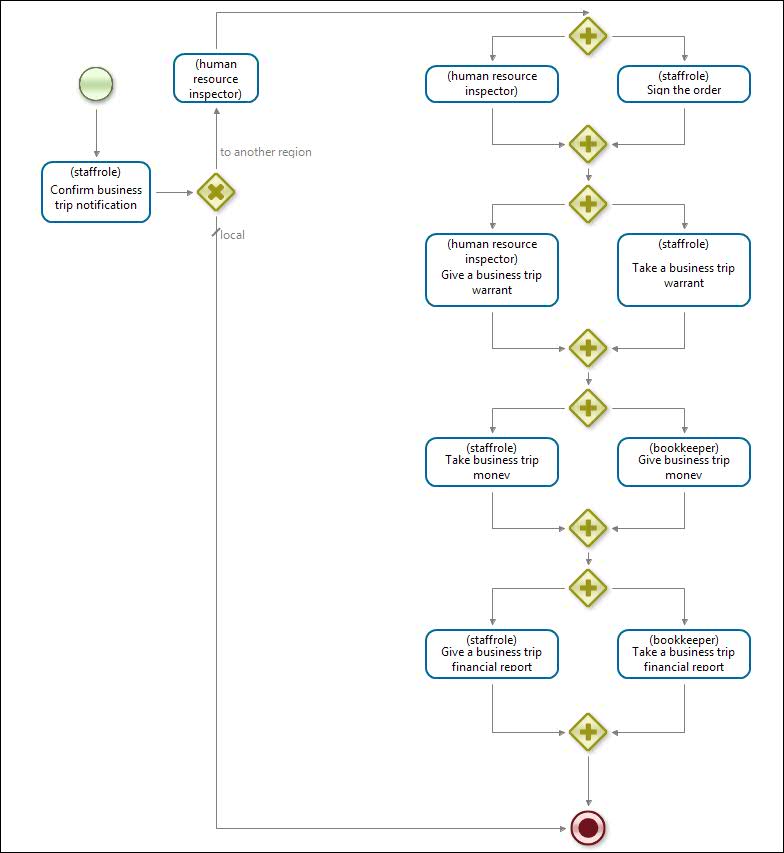 (human
resource
inspector)
(staffrole)
Confirm business
trip notification
to another region
local
(human resource
inspector)
(staffrole)
Sign the order
(human resource
inspector)
Give a business trip
warrant
(staffrole)
Take a business trip
warrant
(staffrole)
Take business trip
money
(bookkeeper)
Give business trip
money
(staffrole)
Give a business trip
financial report
(bookkeeper)
Take a business trip
financial report